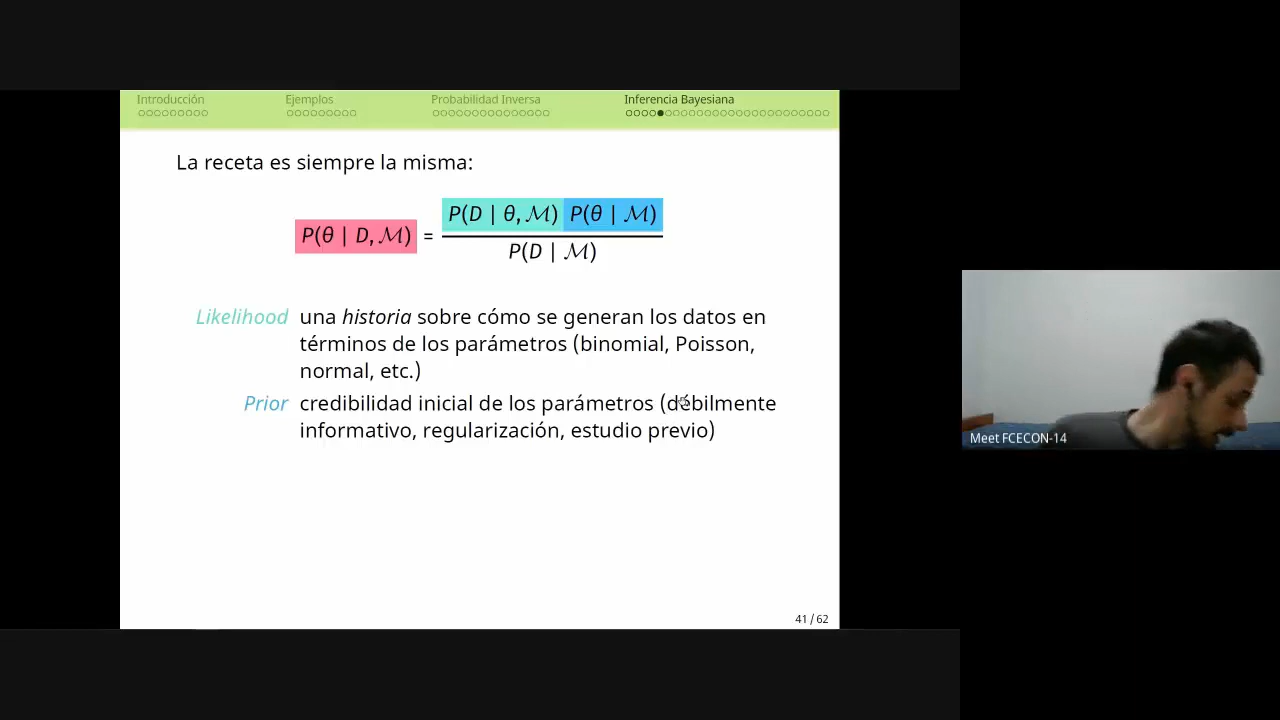 Introducción Ejemplos Probabilidad Inversa Inferencia Bayesiana
La receta es siempre la misma:
P(θ | D, ℳ) = P(D | θ, ℳ) P(θ | ℳ)
P(D | ℳ)
Likelihood una historia sobre cómo se generan los datos en
términos de los parámetros (binomial, Poisson,
normal, etc.)
Prior credibilidad inicial de los parámetros (débilmente
informativo, regularización, estudio previo)
Meet FCECON-14
41 / 62